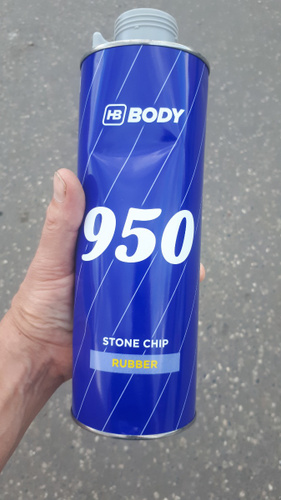 HB BODY
950
STONE CHIP
RUBBER